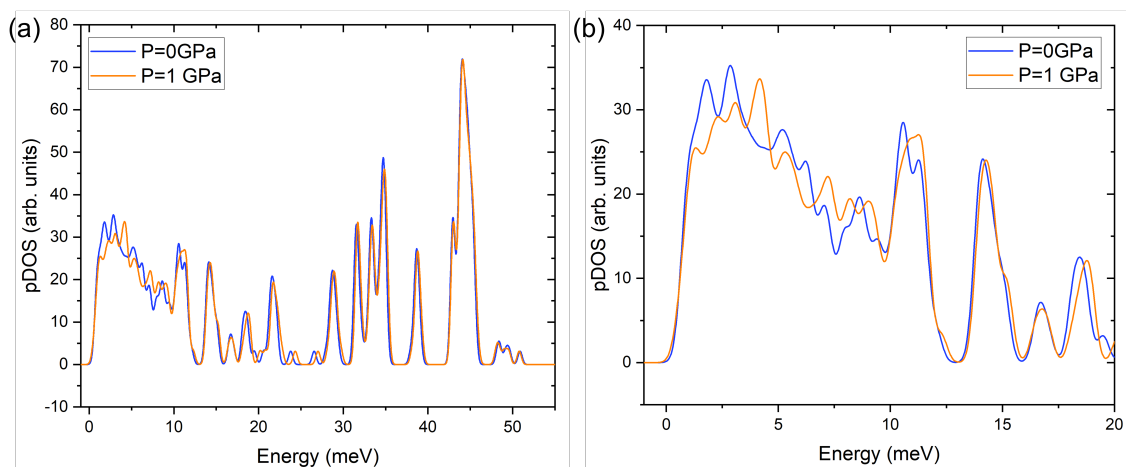 (a)
P=0GPa
P=1 GPa
80
70
60
50
40
30
20
10
0
-10
pDOS (arb. units)
0 10 20 30 40 50
Energy (meV)
(b)
P=0GPa
P=1 GPa
40
30
20
10
0
pDOS (arb. units)
0 5 10 15 20
Energy (meV)